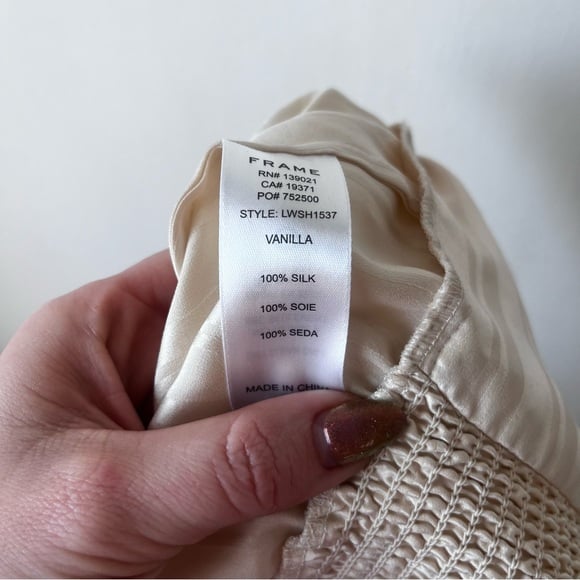 FRAME
RN# 139021
CA# 19371
PO# 752500
STYLE: LWSH1537
VANILLA
100% SILK
100% SOIE
100% SEDA
MADE IN CHINA